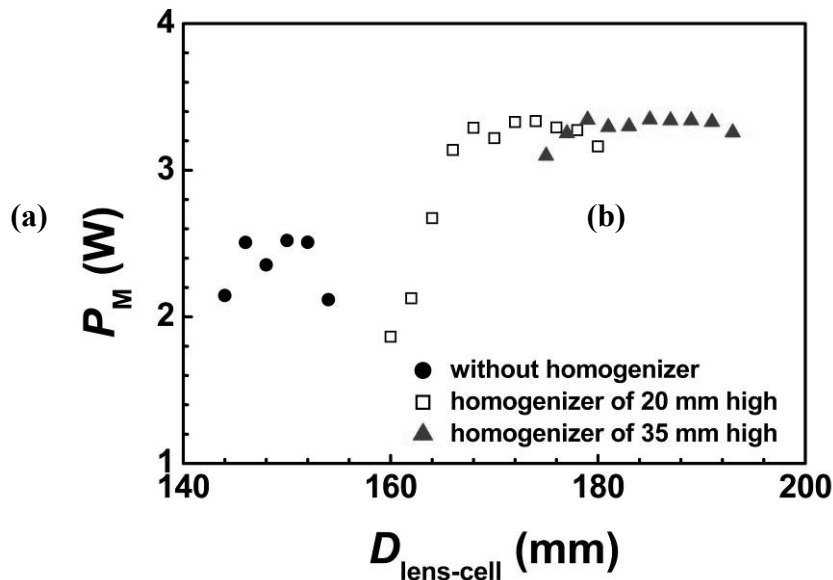 4
3
2
1
140
160
180
200
(a)
(b)
P_M (W)
without homogenizer
homogenizer of 20 mm high
homogenizer of 35 mm high
D_lens-cell (mm)